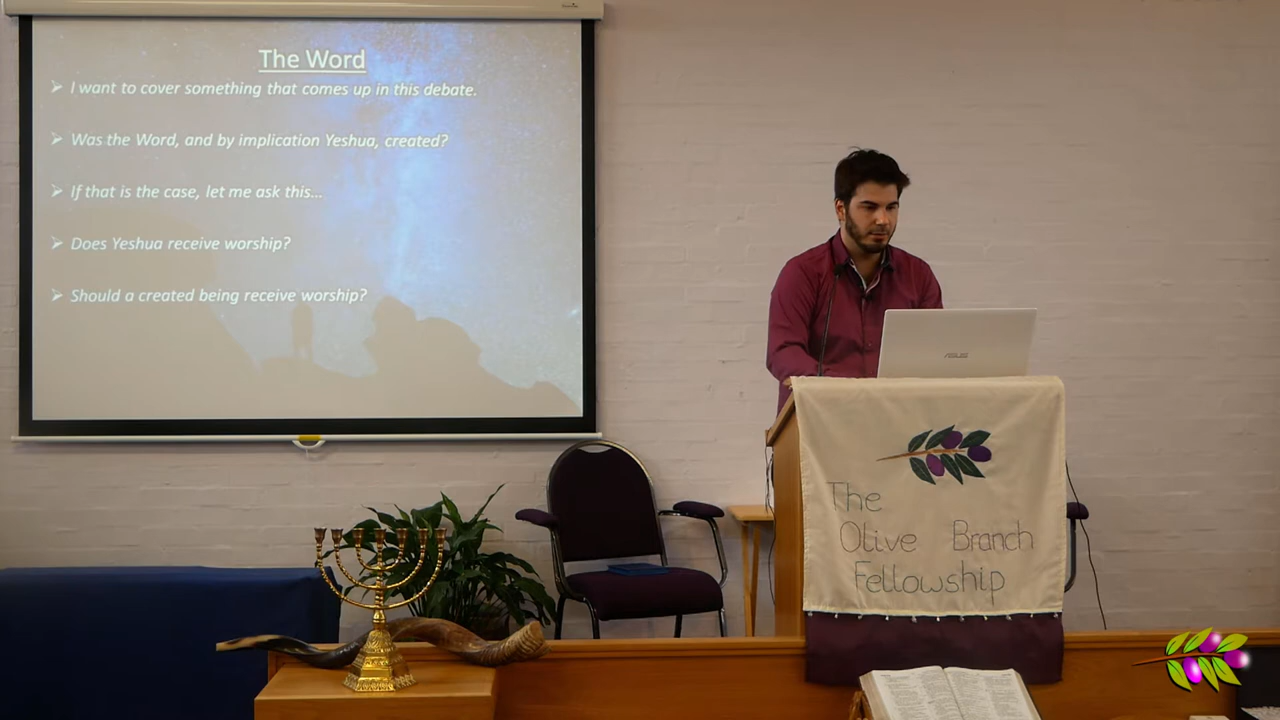 The Word
➢ I want to cover something that comes up in this debate.
➢ Was the Word, and by implication Yeshua, created?
➢ If that is the case, let me ask this...
➢ Does Yeshua receive worship?
➢ Should a created being receive worship?
ASUS
The
Olive Branch
Fellowship